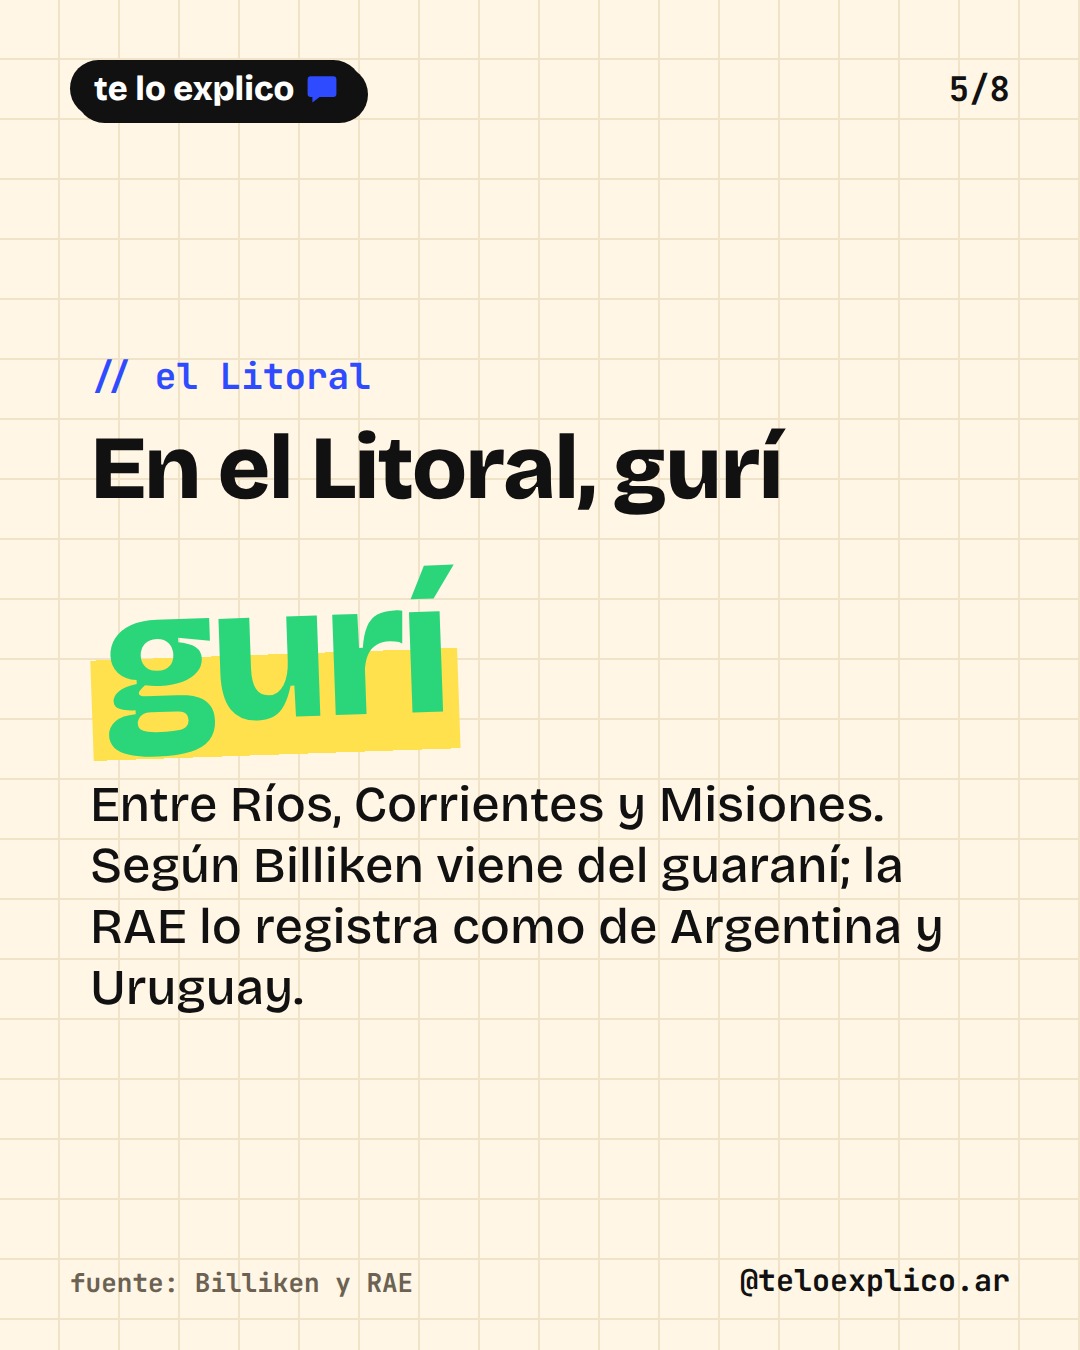 te lo explico
5/8
// el Litoral
En el Litoral, gurí
gurí
Entre Ríos, Corrientes y Misiones.
Según Billiken viene del guaraní; la
RAE lo registra como de Argentina y
Uruguay.
fuente: Billiken y RAE
@teloexplico.ar